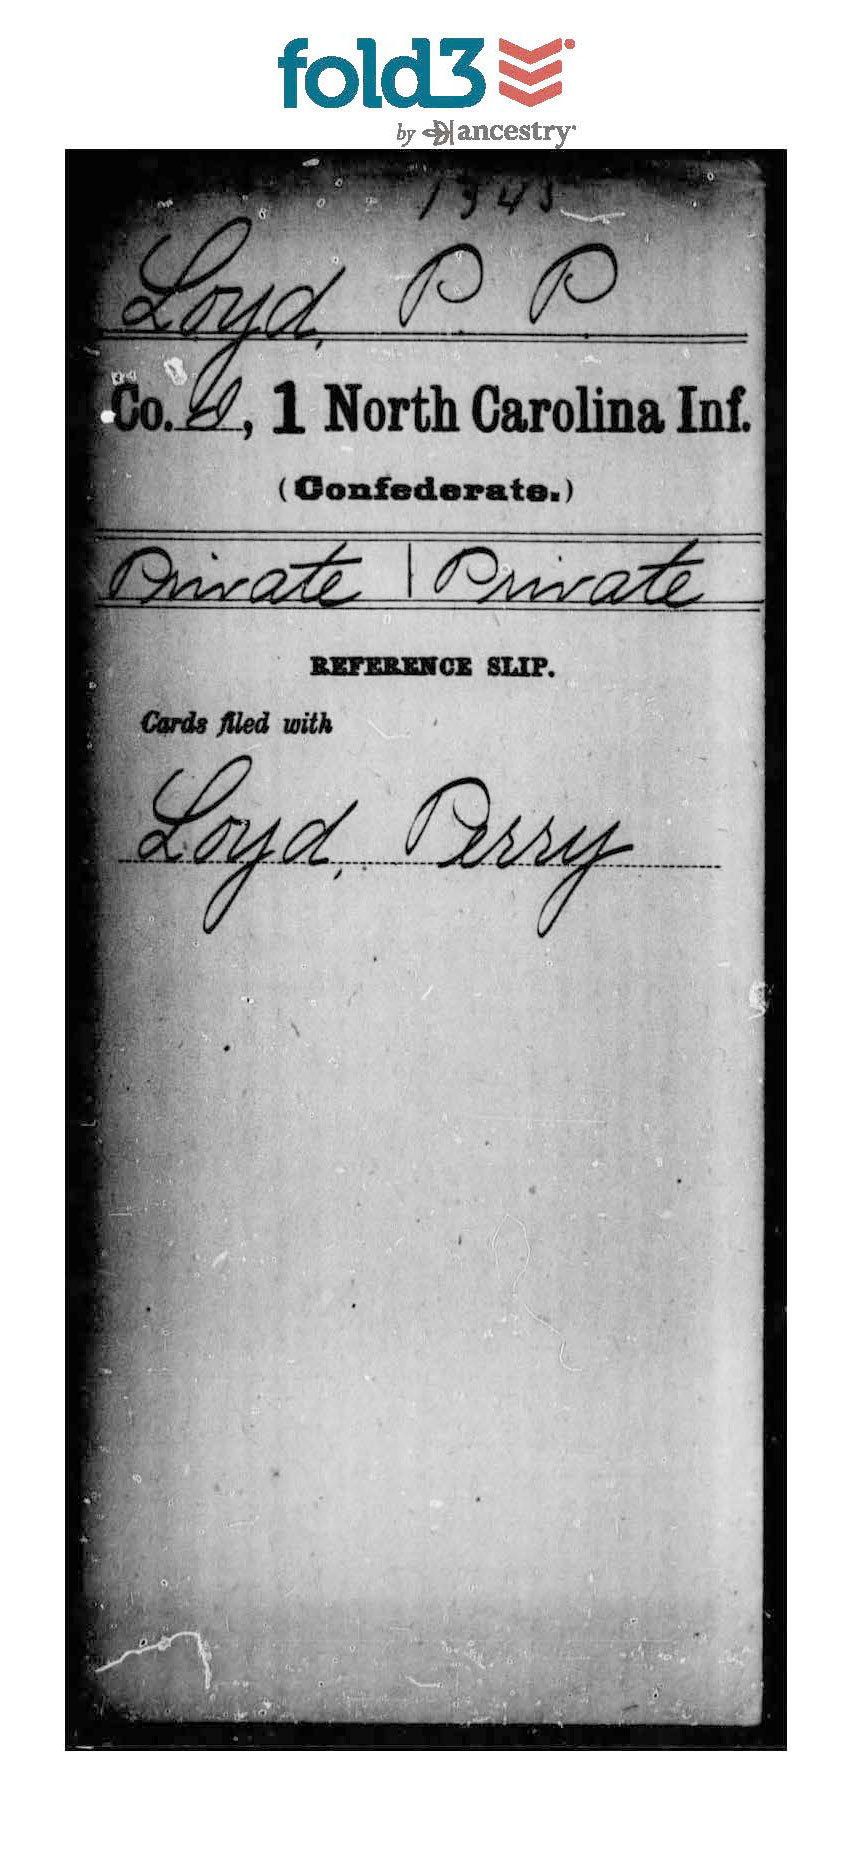 fold3
by ancestry
Loyd, P P
Co. D, 1 North Carolina Inf.
(Confederate.)
Private | Private
REFERENCE SLIP.
Cards filed with
Loyd, Perry